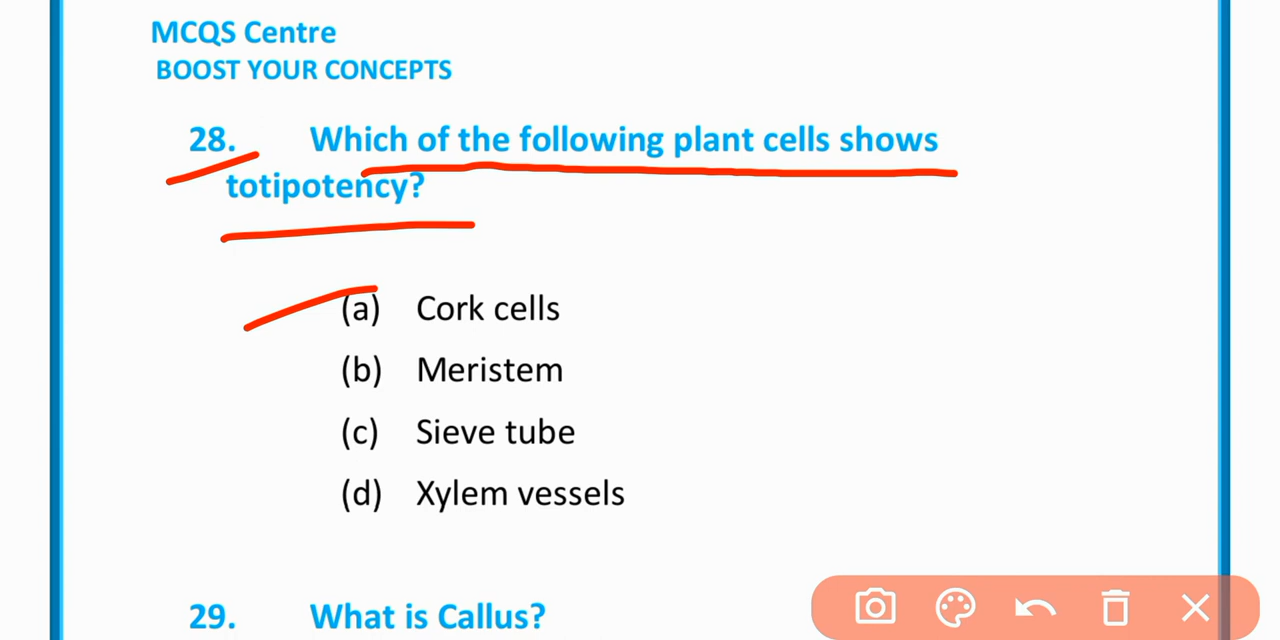 MCQS Centre
BOOST YOUR CONCEPTS
28. Which of the following plant cells shows
totipotency?
(a) Cork cells
(b) Meristem
(c) Sieve tube
(d) Xylem vessels
29. What is Callus?